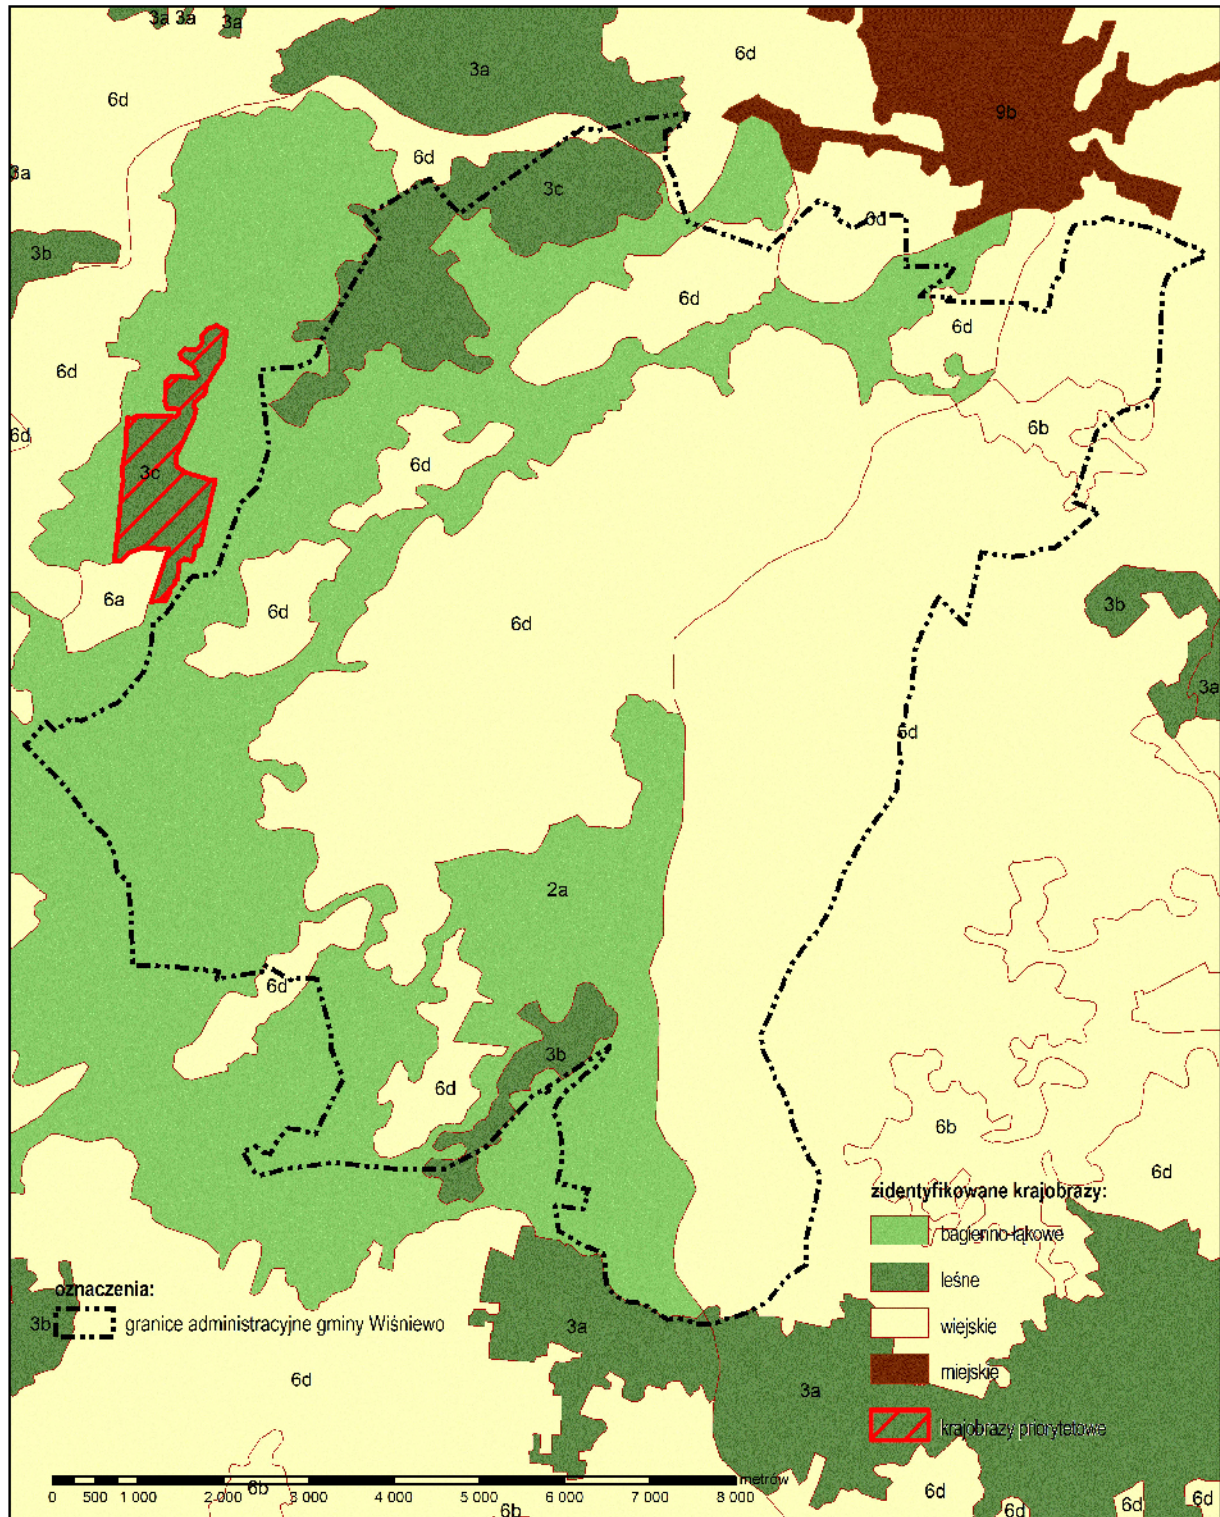 3a 3a 3a
6d
3a
6d
9b
6d
3a
3c
6d
3b
6d
6d
6d
6d
6b
6d
3c
6a
6d
6d
3b
3a
6d
2a
6d
3b
6d
6b
6d
zidentyfikowane krajobrazy:
bagienno-łąkowe
leśne
wiejskie
miejskie
krajobrazy priorytetowe
oznaczenia:
granice administracyjne gminy Wiśniewo
3b
3a
6d
3a
metrów
0 500 1 000 2 000 3 000 4 000 5 000 6 000 7 000 8 000
6b
6b
6d
6d
6d
6d